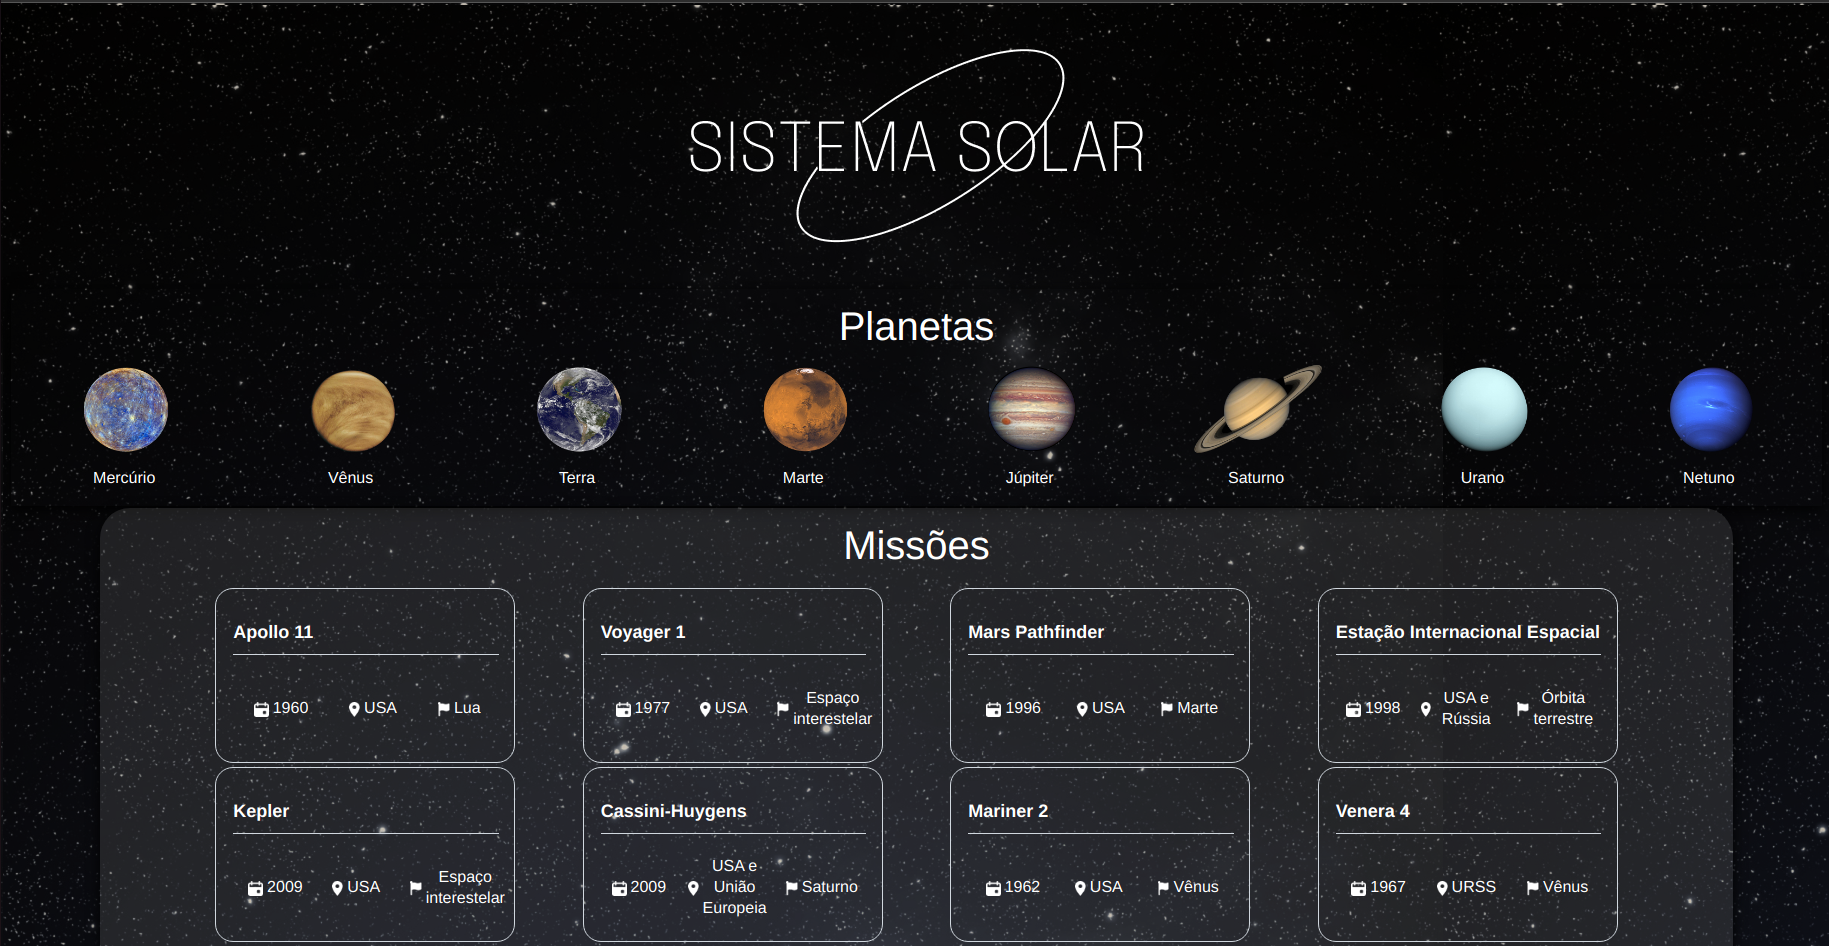 SISTEMA SOLAR
Planetas
Mercúrio
Vênus
Terra
Marte
Júpiter
Saturno
Urano
Netuno
Missões
Apollo 11
1960
USA
Lua
Voyager 1
1977
USA
Espaço
interestelar
Mars Pathfinder
1996
USA
Marte
Estação Internacional Espacial
1998
USA e
Rússia
Órbita
terrestre
Kepler
2009
USA
Espaço
interestelar
Cassini-Huygens
2009
USA e
União
Europeia
Saturno
Mariner 2
1962
USA
Vênus
Venera 4
1967
URSS
Vênus